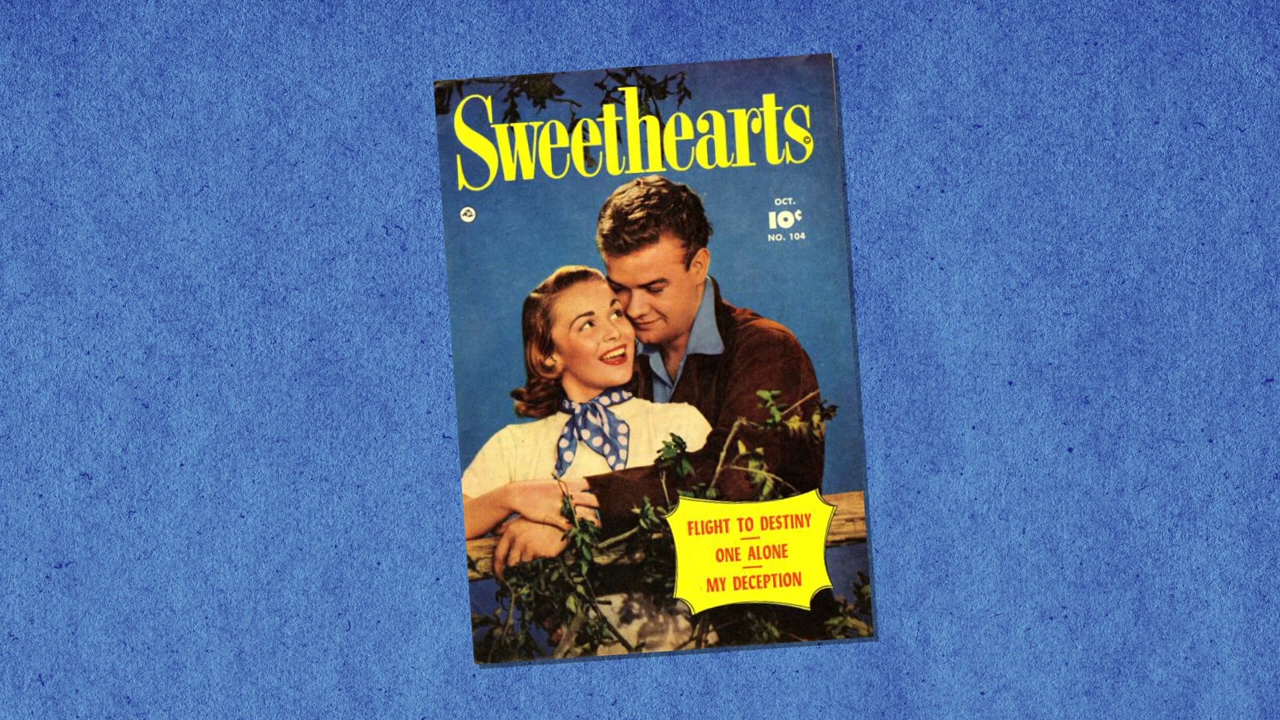 Sweethearts
OCT.
10¢
NO. 104
FLIGHT TO DESTINY
ONE ALONE
MY DECEPTION